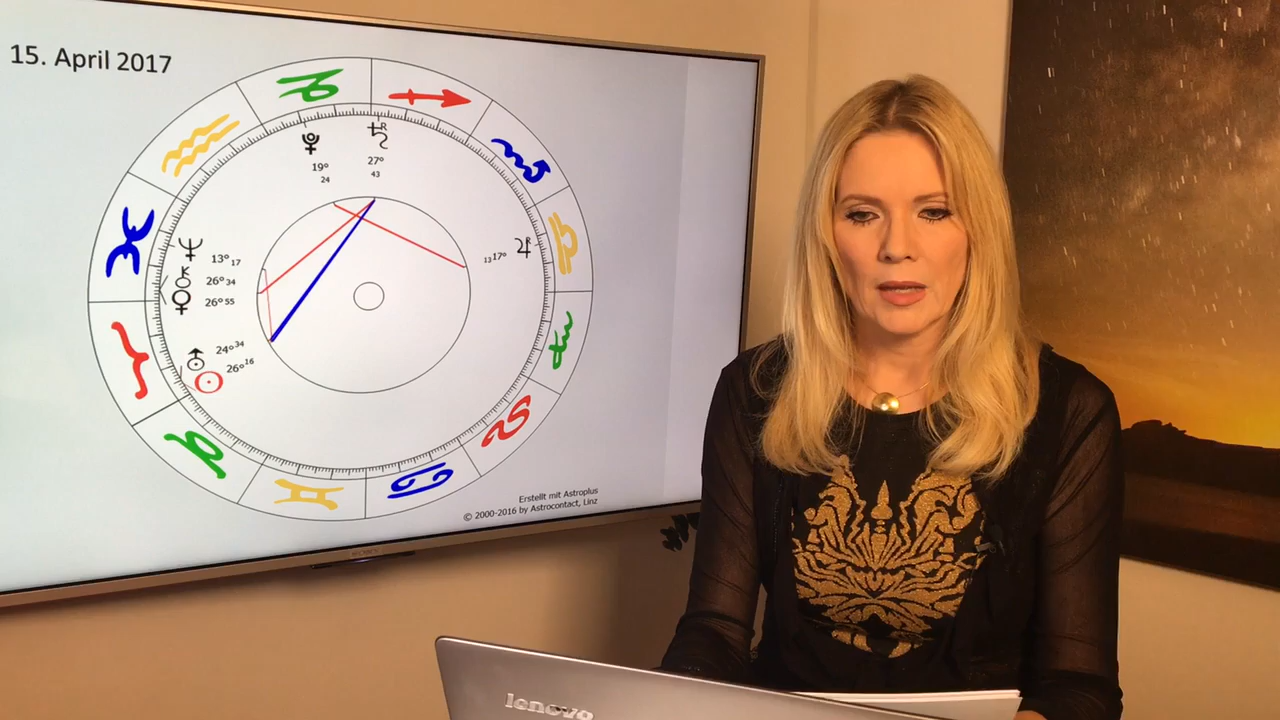 15. April 2017
19°
24
27°
43
13° 17
26° 34
26° 55
13 17°
24° 34
26° 16
Erstellt mit Astroplus
© 2000-2016 by Astrocontact, Linz
SONY
lenovo